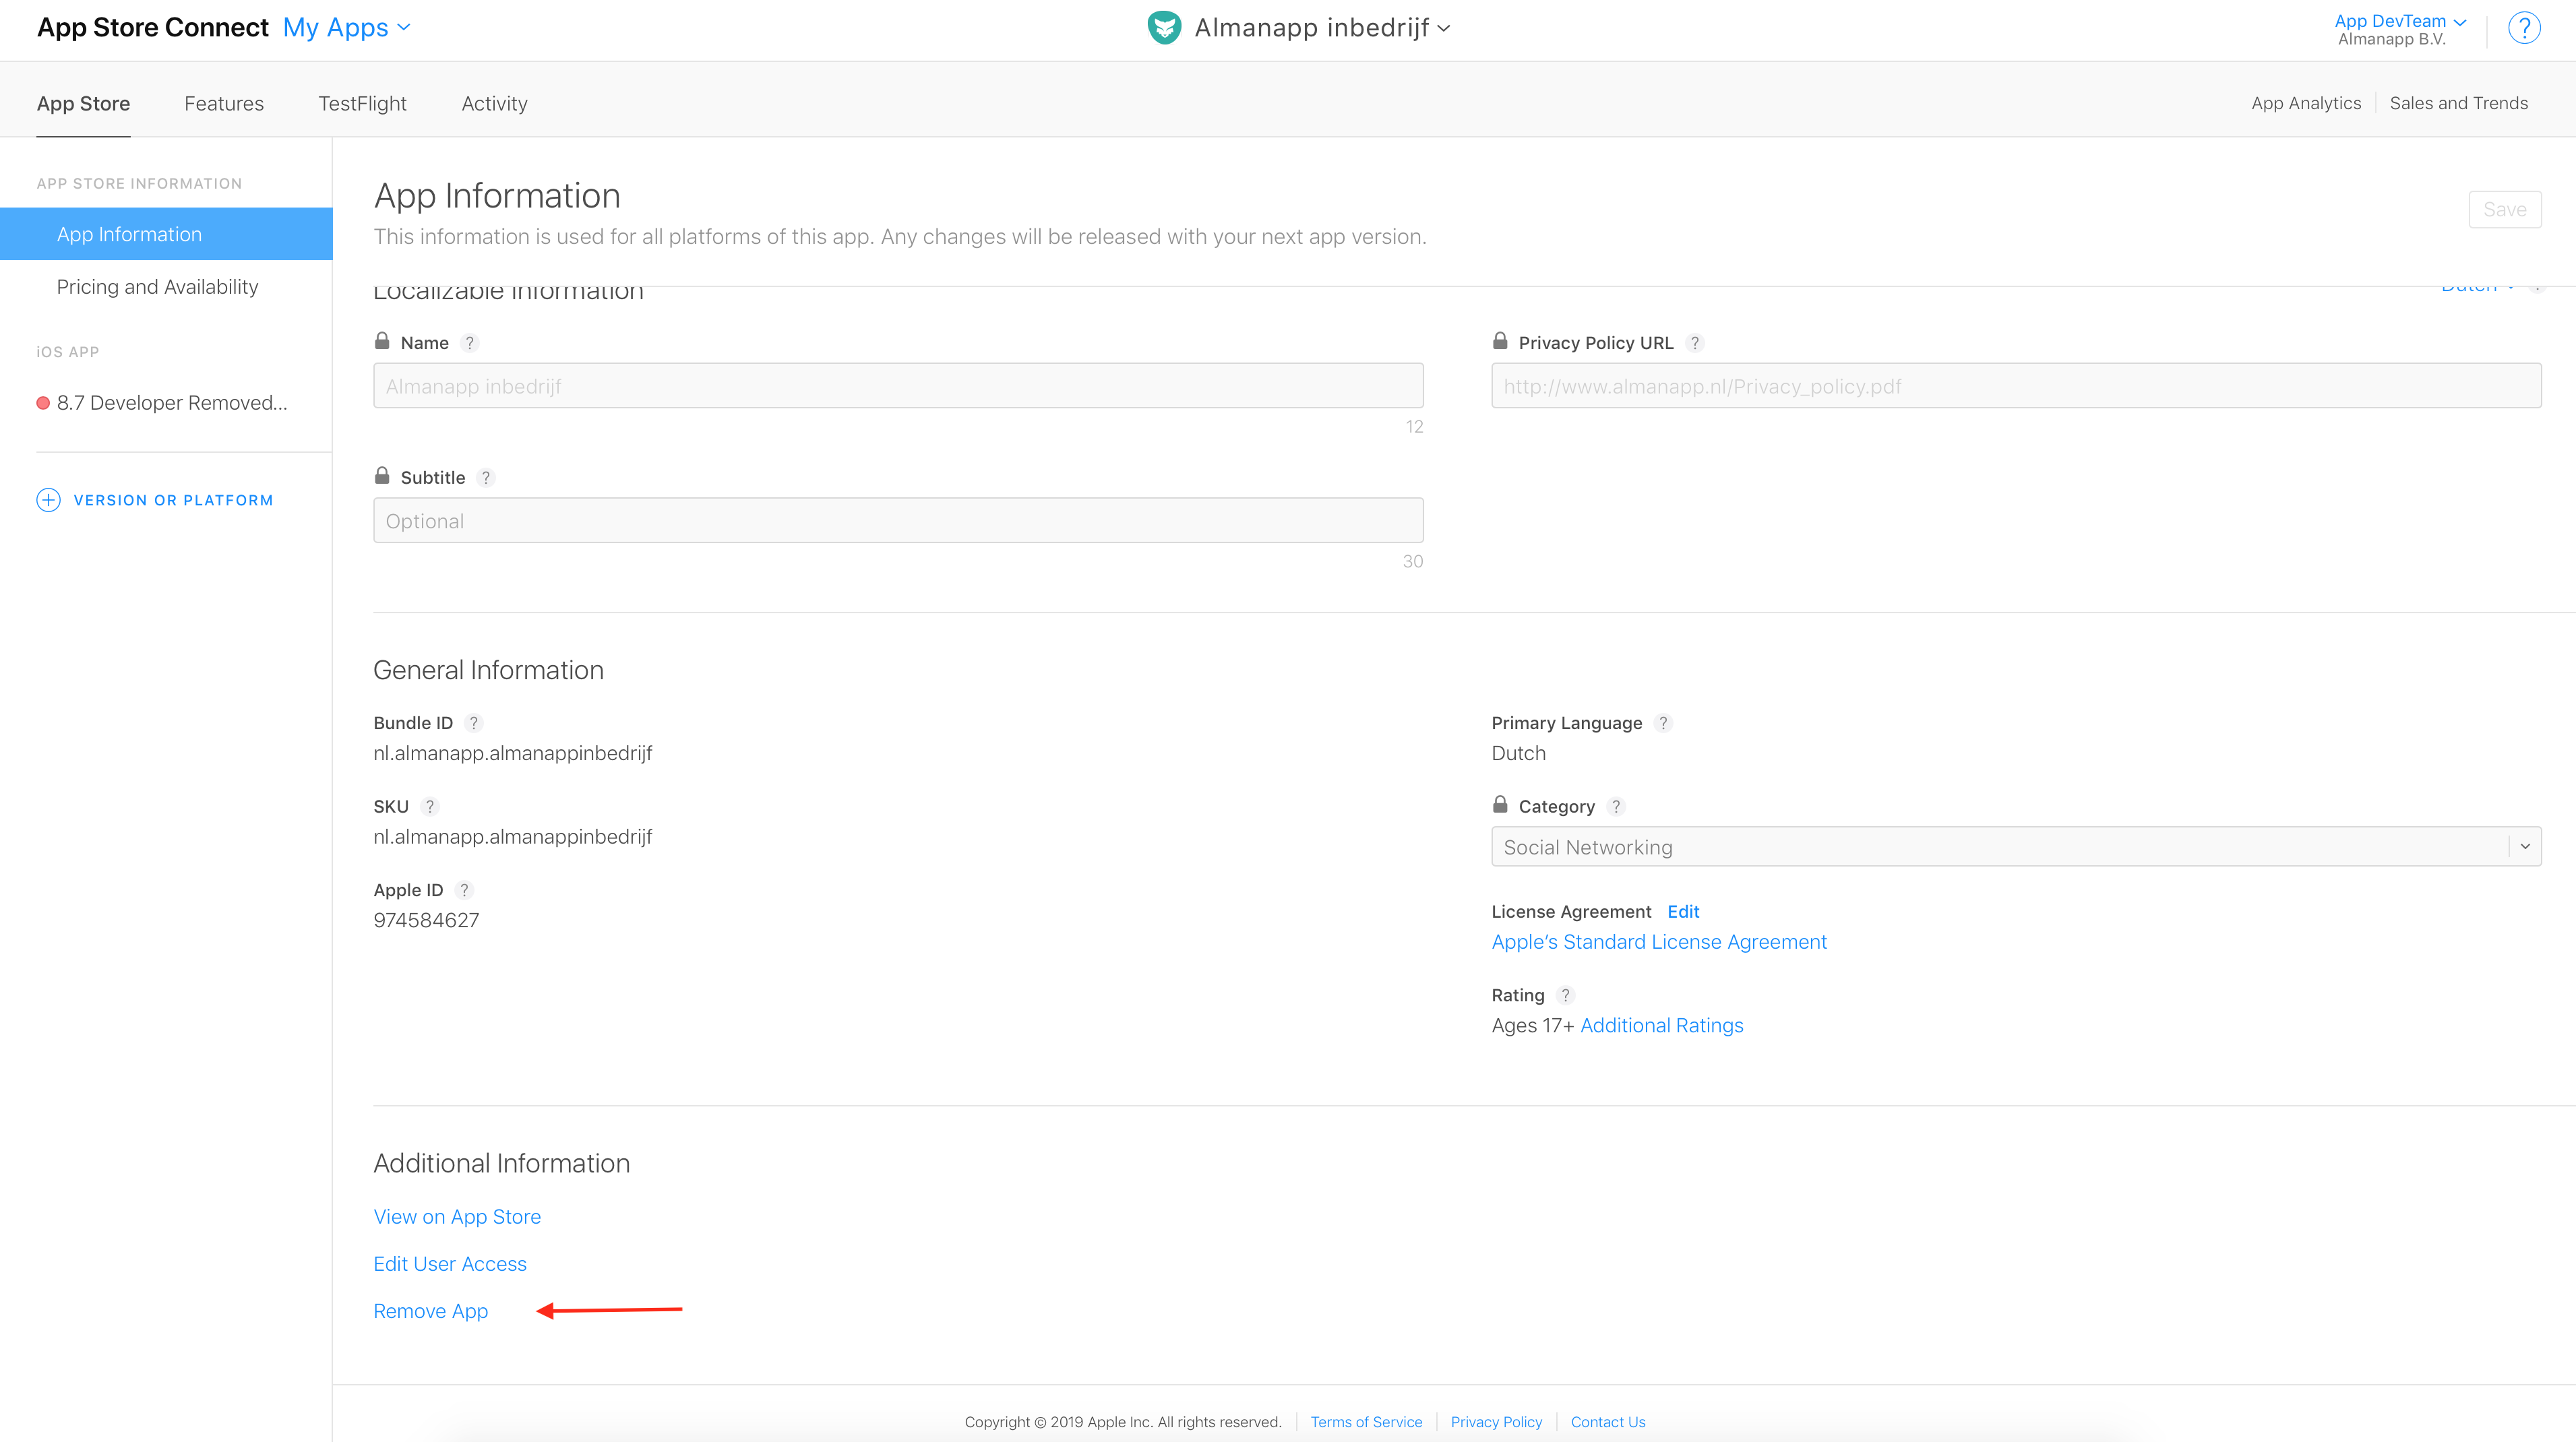 App Store Connect My Apps
Almanapp inbedrijf
App DevTeam
Almanapp B.V.
?
App Store Features TestFlight Activity
App Analytics Sales and Trends
APP STORE INFORMATION
App Information
Pricing and Availability
iOS APP
8.7 Developer Removed...
VERSION OR PLATFORM
App Information
This information is used for all platforms of this app. Any changes will be released with your next app version.
Save
Localizable Information
Dutch ?
Name ?
Almanapp inbedrijf
12
Privacy Policy URL ?
http://www.almanapp.nl/Privacy_policy.pdf
Subtitle ?
Optional
30
General Information
Bundle ID ?
nl.almanapp.almanappinbedrijf
SKU ?
nl.almanapp.almanappinbedrijf
Apple ID ?
974584627
Primary Language ?
Dutch
Category ?
Social Networking
License Agreement Edit
Apple’s Standard License Agreement
Rating ?
Ages 17+ Additional Ratings
Additional Information
View on App Store
Edit User Access
Remove App
Copyright © 2019 Apple Inc. All rights reserved. Terms of Service Privacy Policy Contact Us